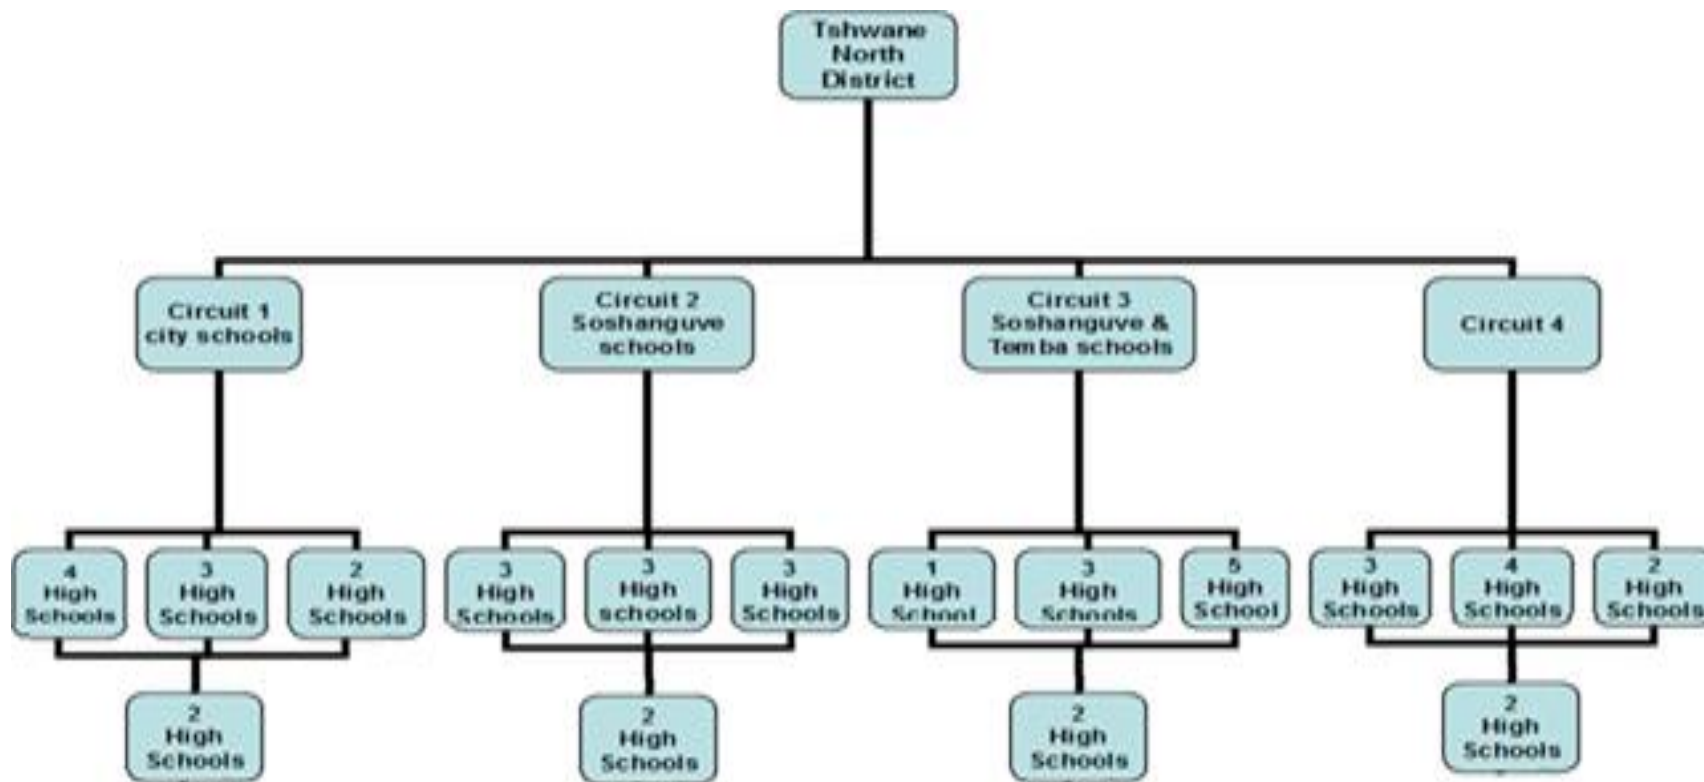 Tshwane
North
District
Circuit 1
city schools
Circuit 2
Soshanguve
schools
Circuit 3
Soshanguve &
Temba schools
Circuit 4
4
High
Schools
3
High
Schools
2
High
Schools
3
High
Schools
3
High
schools
3
High
Schools
1
High
School
3
High
Schools
5
High
School
3
High
Schools
4
High
Schools
2
High
Schools
2
High
Schools
2
High
Schools
2
High
Schools
2
High
Schools